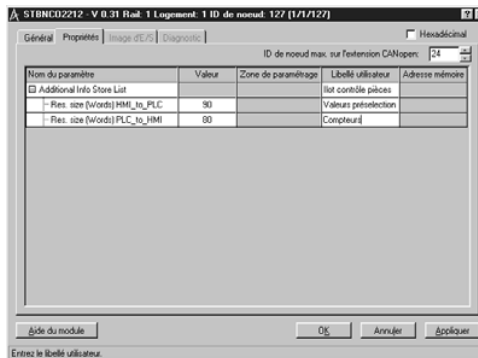 STBNCO2212 - V 0.31 Rail: 1 Logement: 1 ID de noeud: 127 (1/1/127)
Général Propriétés Image d'E/S Diagnostic Hexadécimal
ID de noeud max. sur l'extension CANopen: 24
Nom du paramètre Valeur Zone de paramétrage Libellé utilisateur Adresse mémoire
Additional Info Store List Ilot contrôle pièces
Res. size (Words) HMI_to_PLC 90 Valeurs préselection
Res. size (Words) PLC_to_HMI 80 Compteurs
Aide du module OK Annuler Appliquer
Entrez le libellé utilisateur.